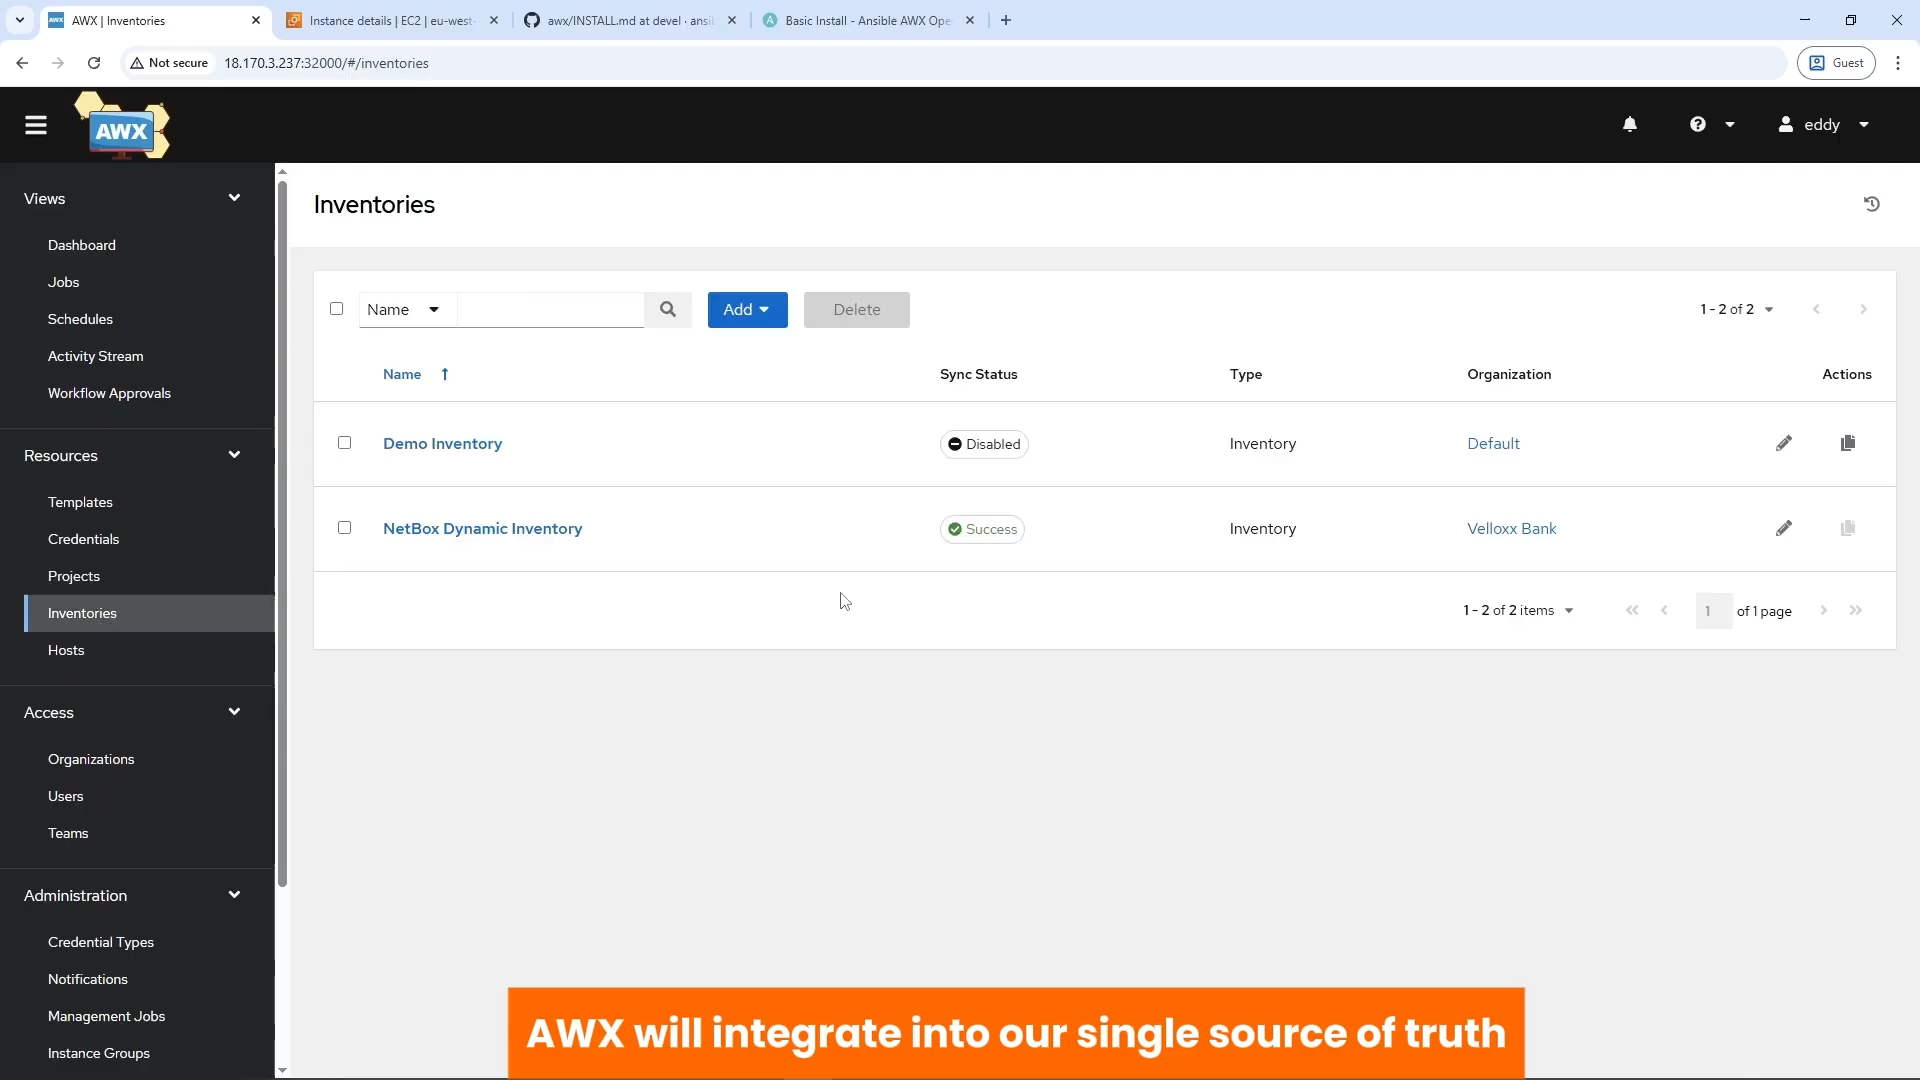 AWX | Inventories
Instance details | EC2 | eu-west-
awx/INSTALL.md at devel · ansi
Basic Install - Ansible AWX Ope
Not secure
18.170.3.237:32000/#/inventories
Guest
AWX
eddy
Views
Dashboard
Jobs
Schedules
Activity Stream
Workflow Approvals
Resources
Templates
Credentials
Projects
Inventories
Hosts
Access
Organizations
Users
Teams
Administration
Credential Types
Notifications
Management Jobs
Instance Groups
Inventories
Name
Add
Delete
1 - 2 of 2
Name
Sync Status
Type
Organization
Actions
Demo Inventory
Disabled
Inventory
Default
NetBox Dynamic Inventory
Success
Inventory
Velloxx Bank
1 - 2 of 2 items
1
of 1 page
AWX will integrate into our single source of truth